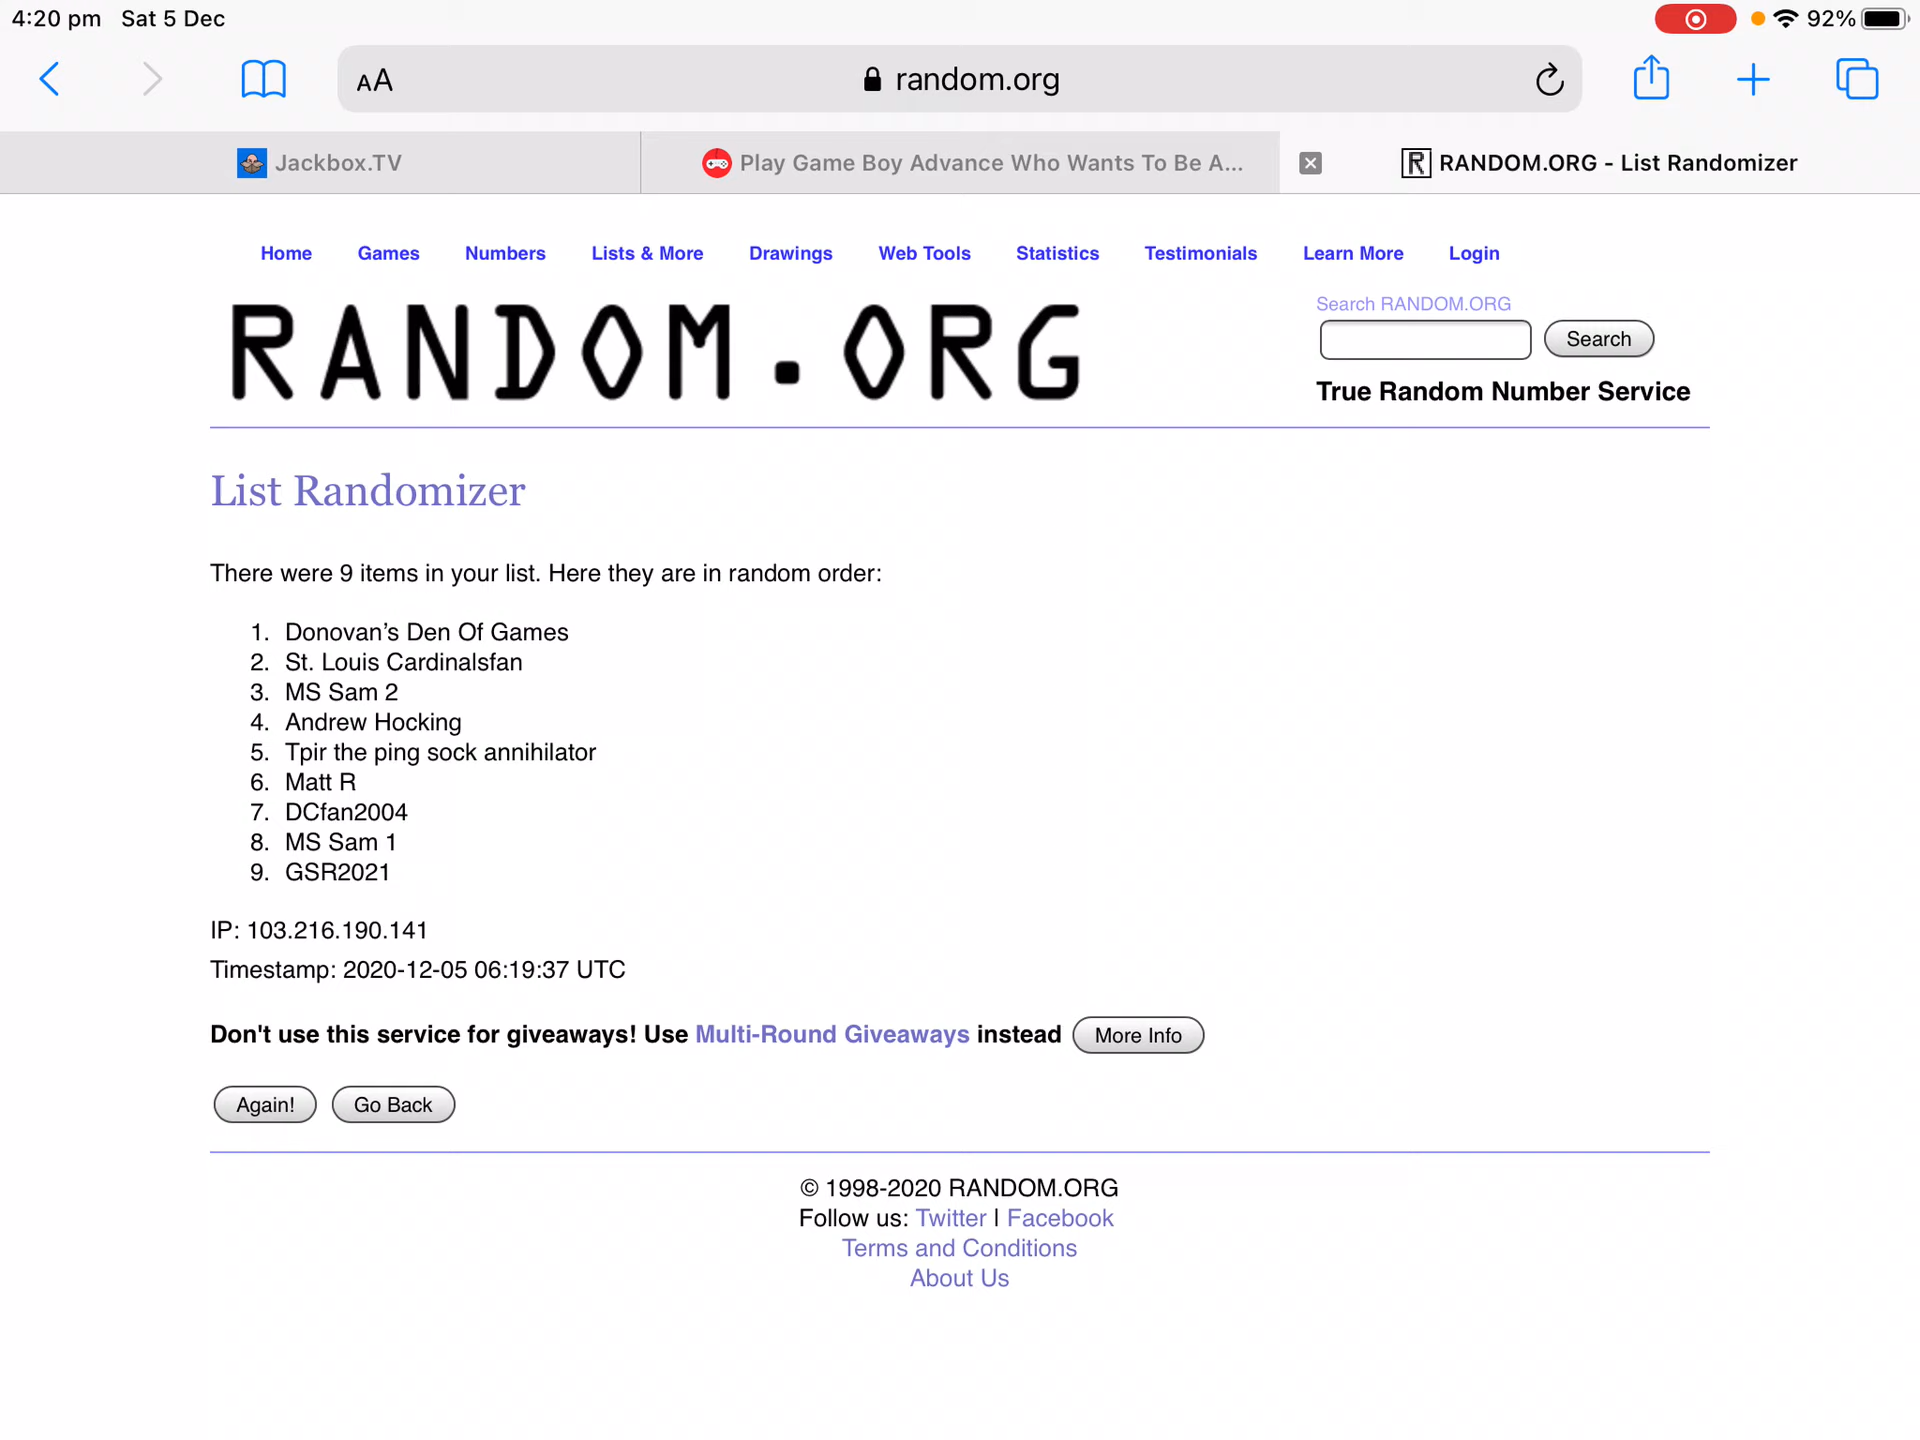 4:20 pm Sat 5 Dec 92%
AA random.org
Jackbox.TV Play Game Boy Advance Who Wants To Be A... RANDOM.ORG - List Randomizer
Home Games Numbers Lists & More Drawings Web Tools Statistics Testimonials Learn More Login
RANDOM.ORG
Search RANDOM.ORG
Search
True Random Number Service
List Randomizer
There were 9 items in your list. Here they are in random order:
1. Donovan’s Den Of Games
2. St. Louis Cardinalsfan
3. MS Sam 2
4. Andrew Hocking
5. Tpir the ping sock annihilator
6. Matt R
7. DCfan2004
8. MS Sam 1
9. GSR2021
IP: 103.216.190.141
Timestamp: 2020-12-05 06:19:37 UTC
Don't use this service for giveaways! Use Multi-Round Giveaways instead More Info
Again! Go Back
© 1998-2020 RANDOM.ORG
Follow us: Twitter | Facebook
Terms and Conditions
About Us